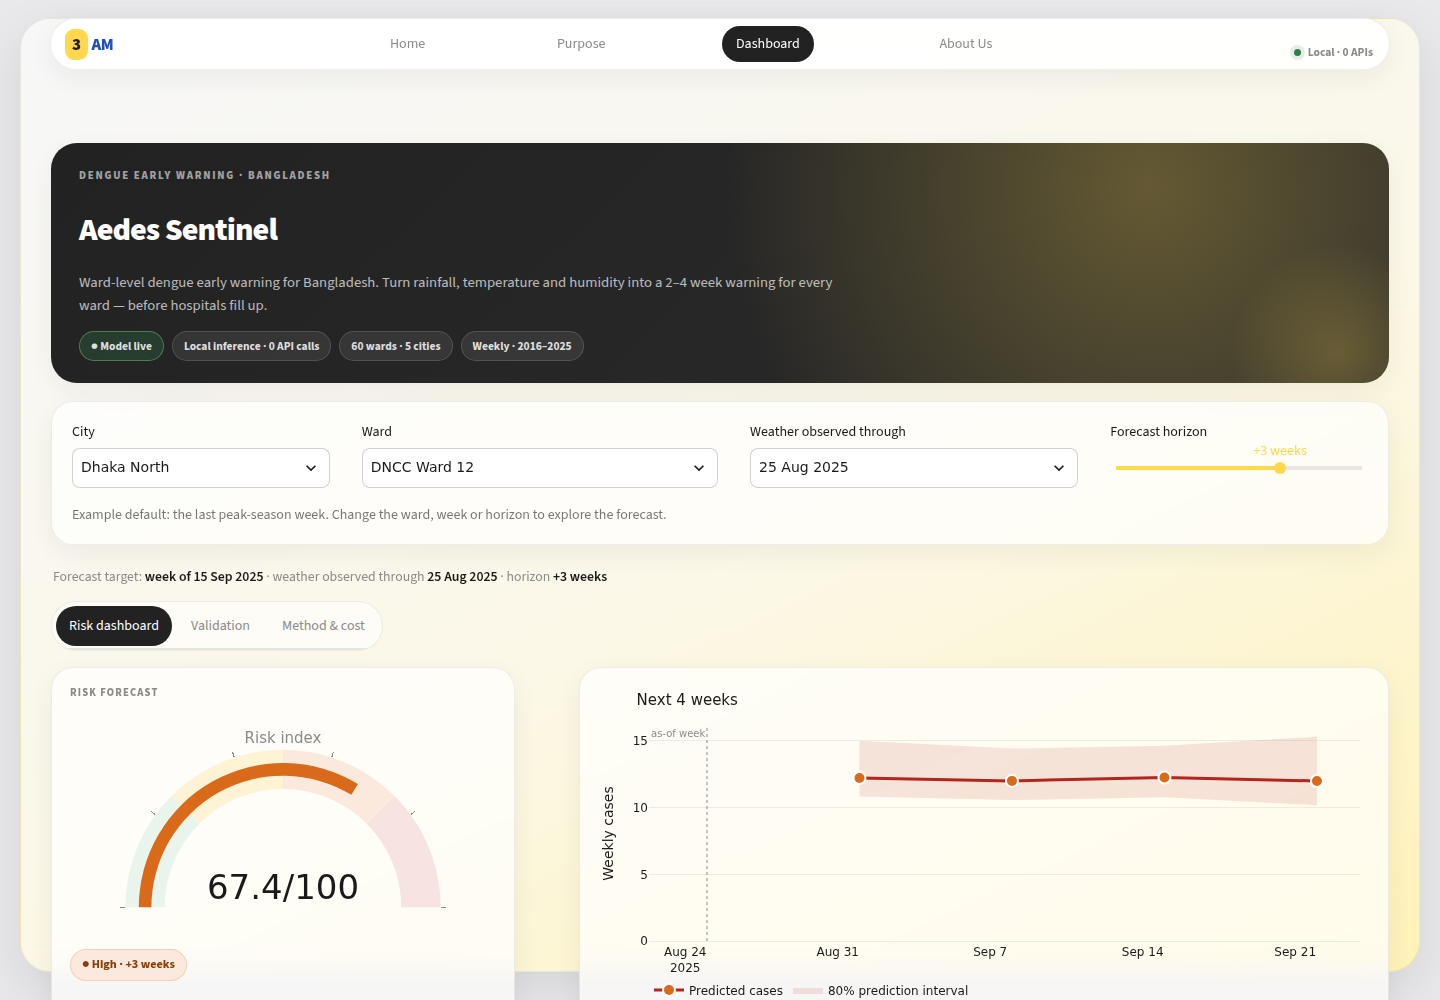 3 AM
Home
Purpose
Dashboard
About Us
Local · 0 APIs
DENGUE EARLY WARNING · BANGLADESH
Aedes Sentinel
Ward-level dengue early warning for Bangladesh. Turn rainfall, temperature and humidity into a 2–4 week warning for every
ward — before hospitals fill up.
Model live
Local inference · 0 API calls
60 wards · 5 cities
Weekly · 2016–2025
City
Ward
Weather observed through
Forecast horizon
+3 weeks
Dhaka North
DNCC Ward 12
25 Aug 2025
Example default: the last peak-season week. Change the ward, week or horizon to explore the forecast.
Forecast target: week of 15 Sep 2025 · weather observed through 25 Aug 2025 · horizon +3 weeks
Risk dashboard
Validation
Method & cost
RISK FORECAST
Risk index
67.4/100
High · +3 weeks
Next 4 weeks
as-of week
Weekly cases
15
10
5
0
Aug 24
2025
Aug 31
Sep 7
Sep 14
Sep 21
Predicted cases
80% prediction interval